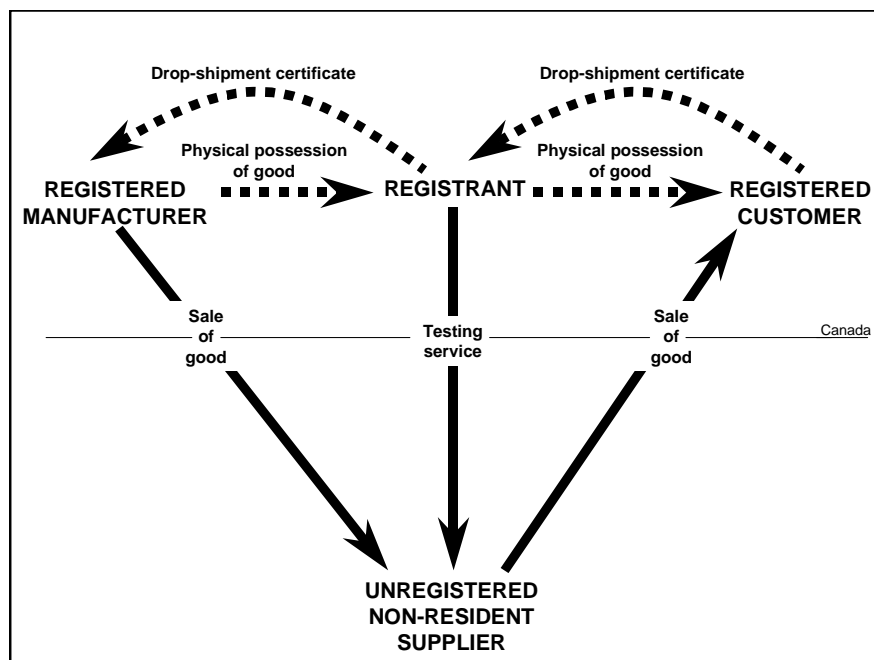 Drop-shipment certificate
Drop-shipment certificate
Physical possession
of good
Physical possession
of good
REGISTERED
MANUFACTURER
REGISTRANT
REGISTERED
CUSTOMER
Sale
of
good
Testing
service
Sale
of
good
Canada
UNREGISTERED
NON-RESIDENT
SUPPLIER